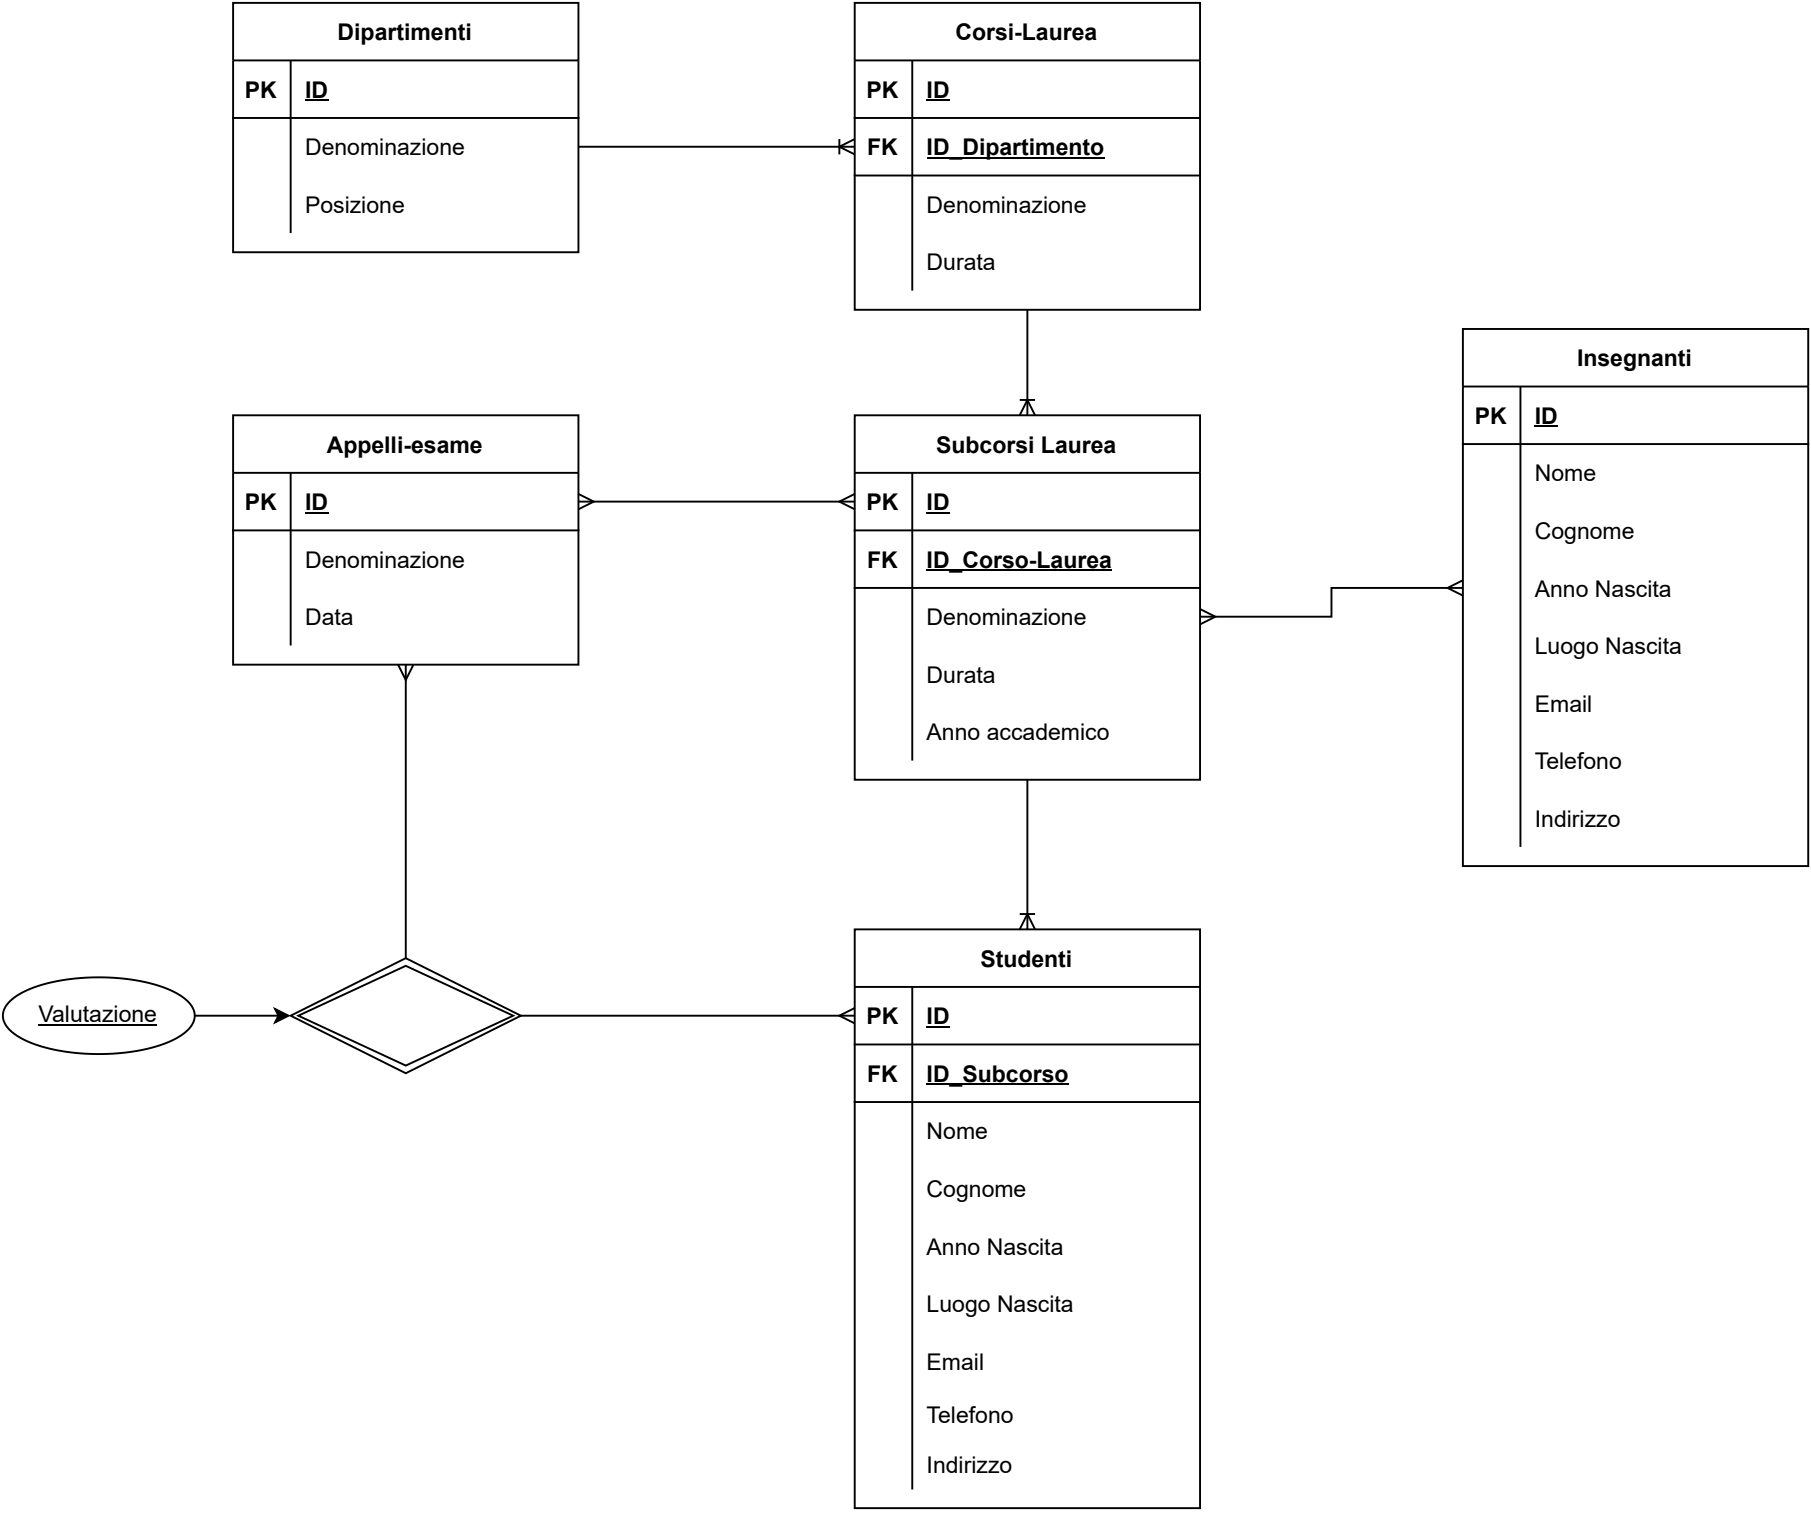 Dipartimenti
PK ID
Denominazione
Posizione
Corsi-Laurea
PK ID
FK ID_Dipartimento
Denominazione
Durata
Insegnanti
PK ID
Nome
Cognome
Anno Nascita
Luogo Nascita
Email
Telefono
Indirizzo
Appelli-esame
PK ID
Denominazione
Data
Subcorsi Laurea
PK ID
FK ID_Corso-Laurea
Denominazione
Durata
Anno accademico
Valutazione
Studenti
PK ID
FK ID_Subcorso
Nome
Cognome
Anno Nascita
Luogo Nascita
Email
Telefono
Indirizzo